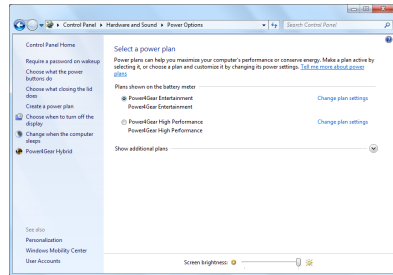 Control Panel ▸ Hardware and Sound ▸ Power Options
Search Control Panel
Control Panel Home
Require a password on wakeup
Choose what the power
buttons do
Choose what closing the lid
does
Create a power plan
Choose when to turn off the
display
Change when the computer
sleeps
Power4Gear Hybrid
See also
Personalization
Windows Mobility Center
User Accounts
Select a power plan
Power plans can help you maximize your computer's performance or conserve energy. Make a plan active by
selecting it, or choose a plan and customize it by changing its power settings. Tell me more about power
plans
Plans shown on the battery meter
Power4Gear Entertainment
Change plan settings
Power4Gear Entertainment
Power4Gear High Performance
Change plan settings
Power4Gear High Performance
Show additional plans
Screen brightness: